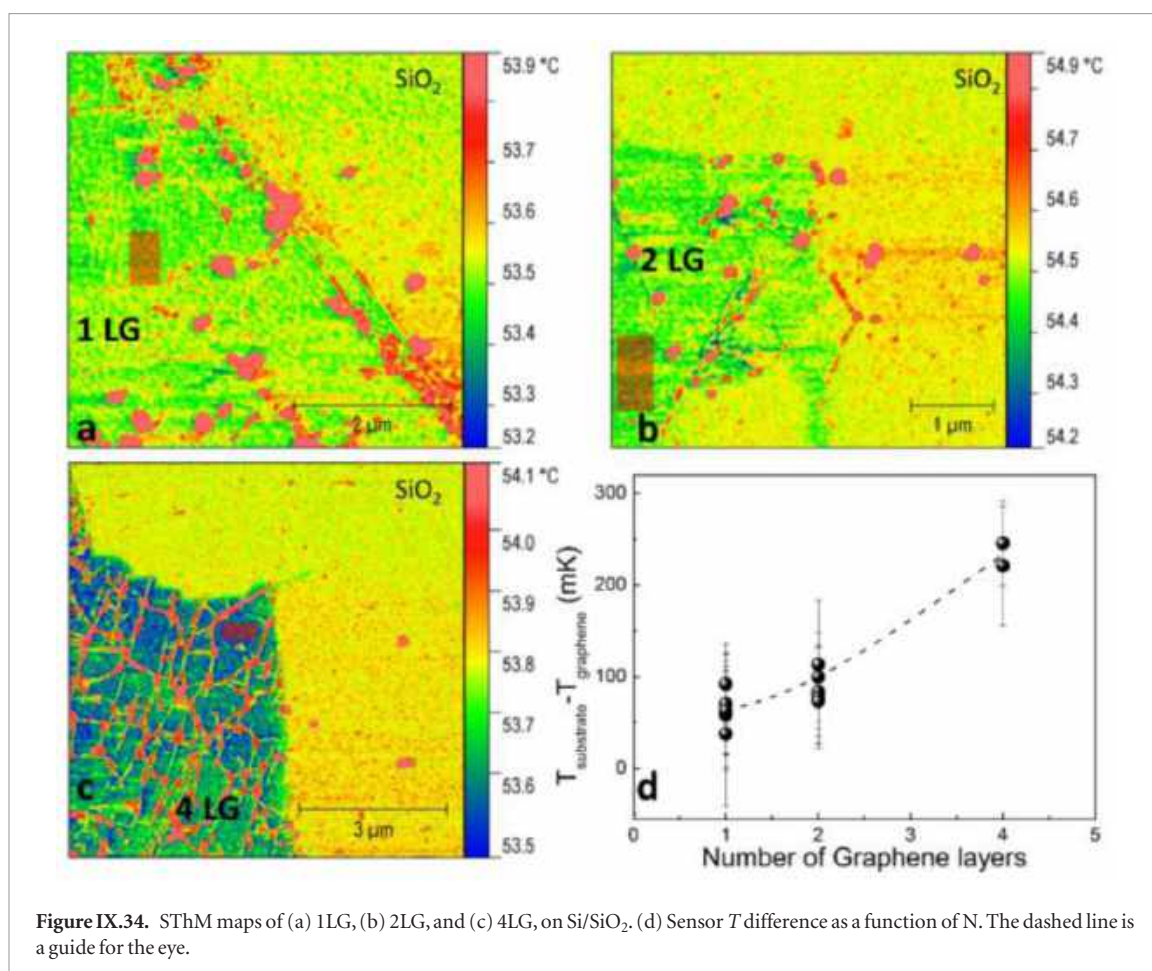 SiO₂
53.9 °C
53.7
53.6
53.5
53.4
53.3
53.2
1 LG
2 µm
a
SiO₂
54.9 °C
54.7
54.6
54.5
54.4
54.3
54.2
2 LG
1 µm
b
SiO₂
54.1 °C
54.0
53.9
53.8
53.7
53.6
53.5
4 LG
3 µm
c
300
200
100
0
T substrate -T graphene (mK)
d
0 1 2 3 4 5
Number of Graphene layers
Figure IX.34. SThM maps of (a) 1LG, (b) 2LG, and (c) 4LG, on Si/SiO₂. (d) Sensor T difference as a function of N. The dashed line is
a guide for the eye.